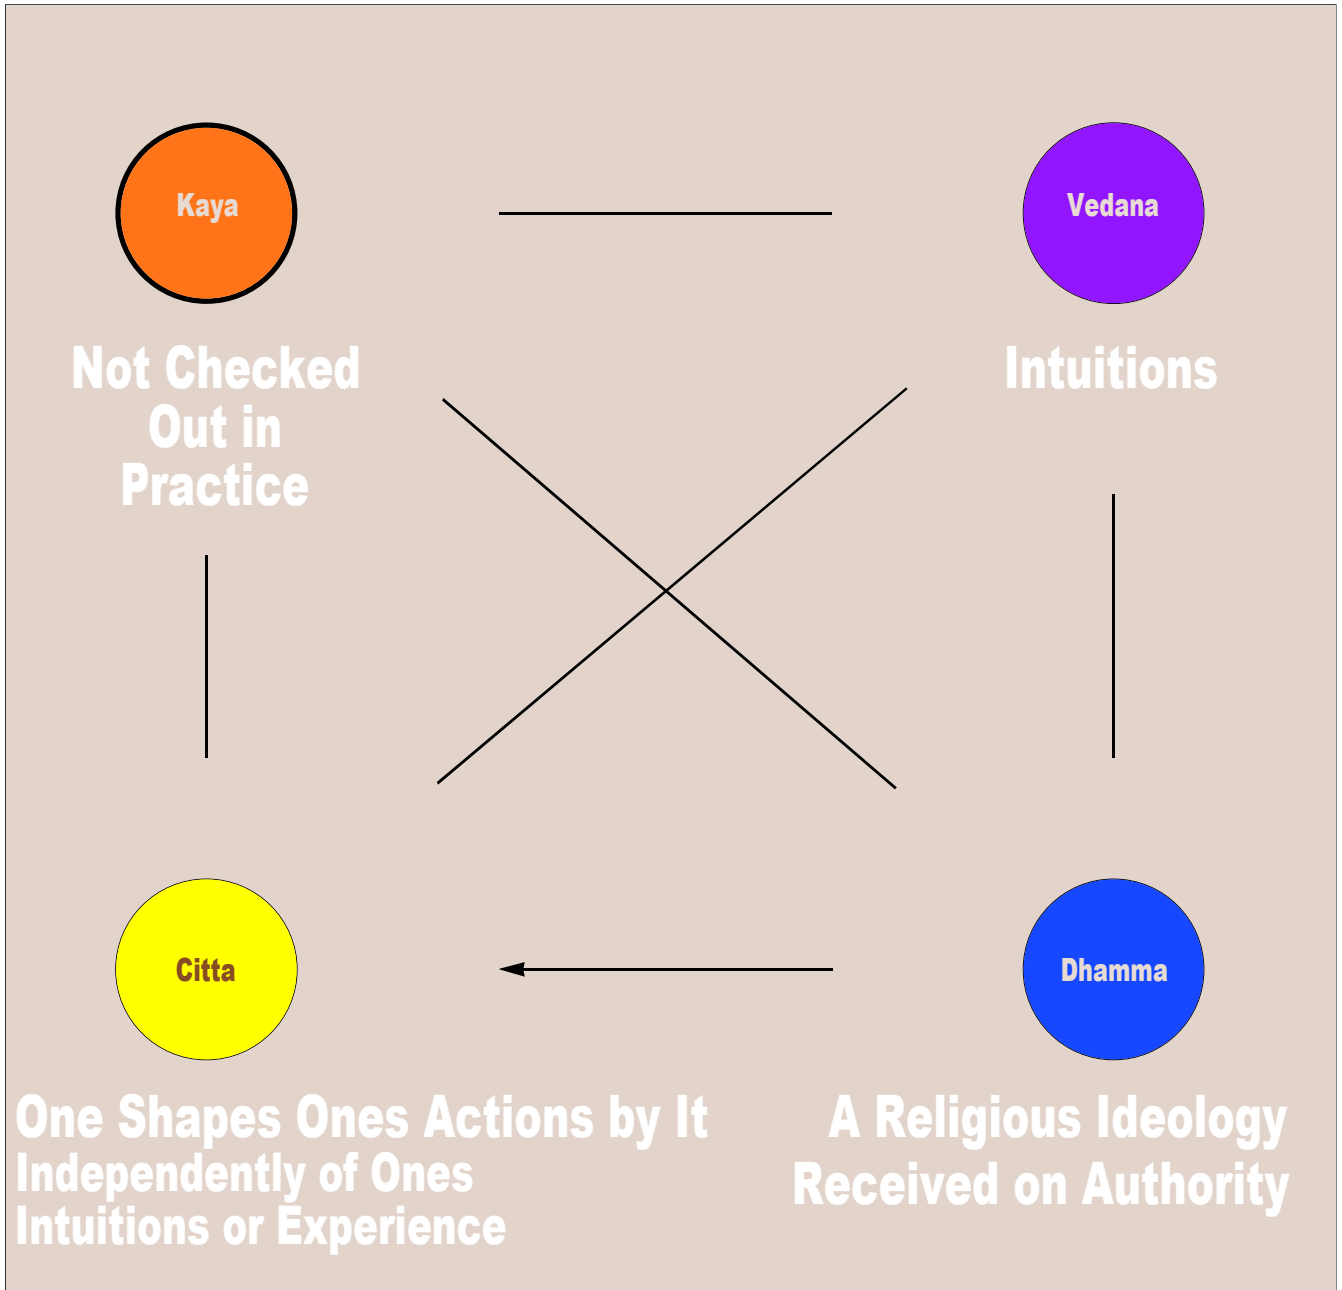 Kaya
Vedana
Not Checked
Out in
Practice
Intuitions
Citta
Dhamma
One Shapes Ones Actions by It
Independently of Ones
Intuitions or Experience
A Religious Ideology
Received on Authority